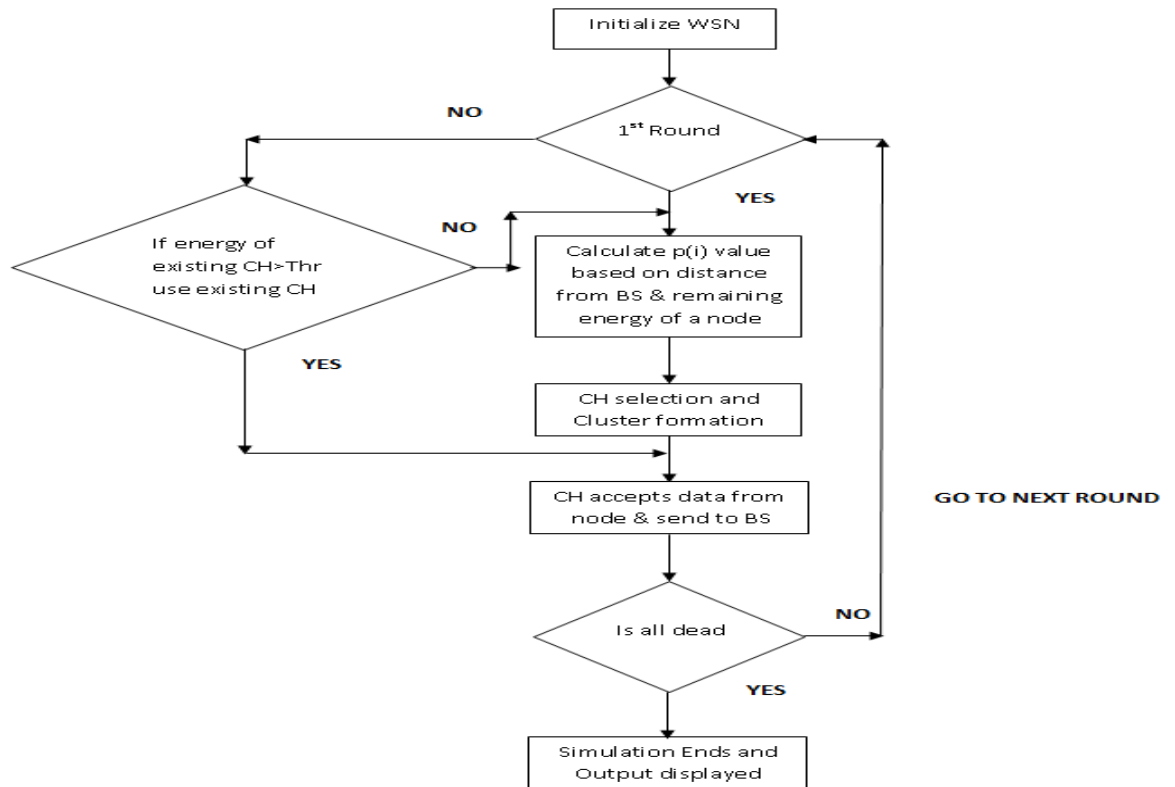 Initialize WSN
NO
1st Round
YES
NO
If energy of
existing CH>Thr
use existing CH
Calculate p(i) value
based on distance
from BS & remaining
energy of a node
YES
CH selection and
Cluster formation
CH accepts data from
node & send to BS
GO TO NEXT ROUND
NO
Is all dead
YES
Simulation Ends and
Output displayed